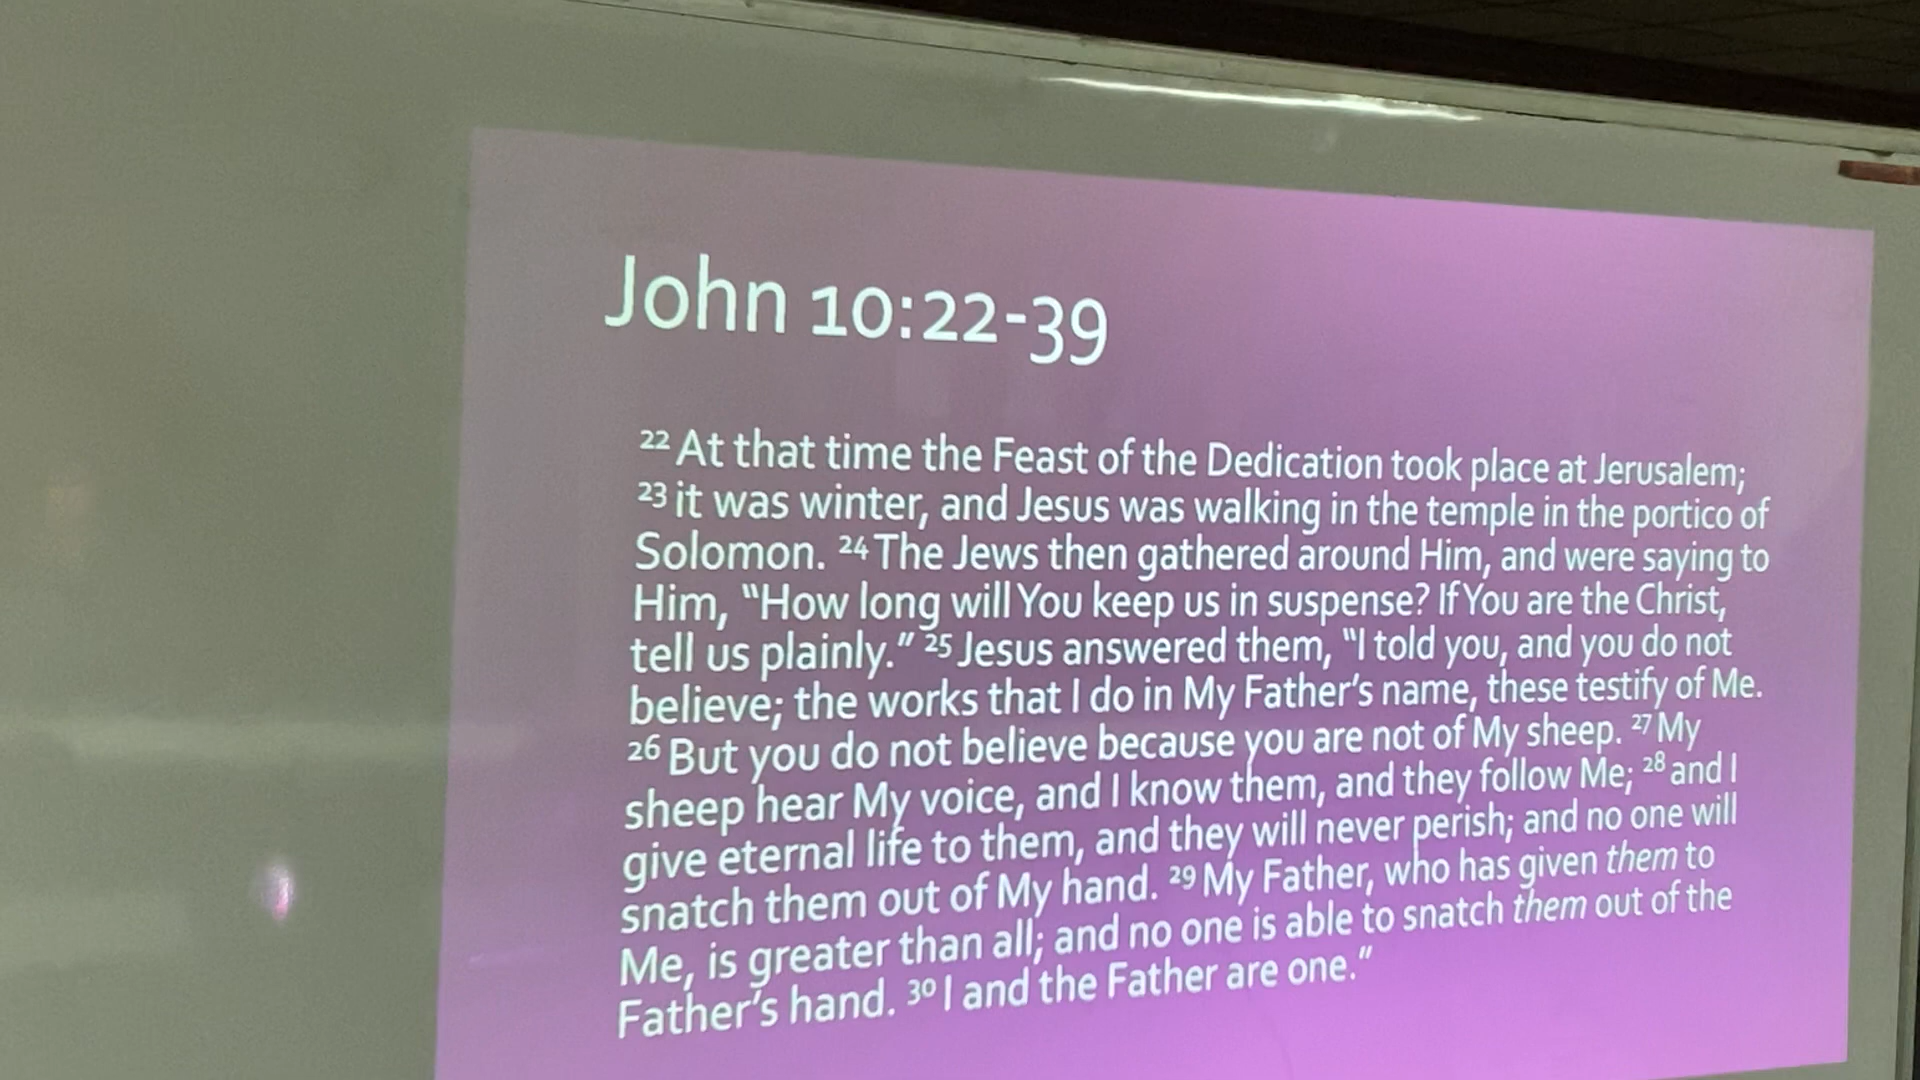 John 10:22-39
22 At that time the Feast of the Dedication took place at Jerusalem;
23 it was winter, and Jesus was walking in the temple in the portico of
Solomon. 24 The Jews then gathered around Him, and were saying to
Him, “How long will You keep us in suspense? If You are the Christ,
tell us plainly.” 25 Jesus answered them, “I told you, and you do not
believe; the works that I do in My Father’s name, these testify of Me.
26 But you do not believe because you are not of My sheep. 27 My
sheep hear My voice, and I know them, and they follow Me; 28 and I
give eternal life to them, and they will never perish; and no one will
snatch them out of My hand. 29 My Father, who has given them to
Me, is greater than all; and no one is able to snatch them out of the
Father’s hand. 30 I and the Father are one.”